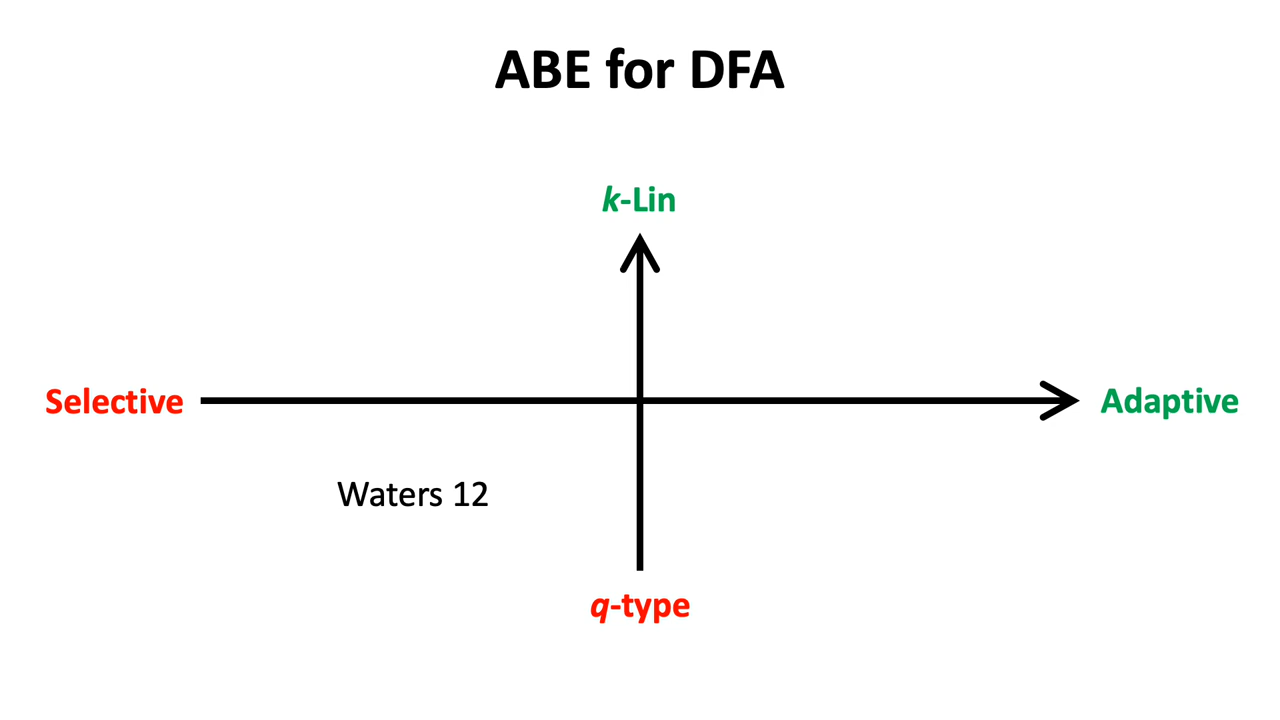 ABE for DFA
k-Lin
Selective
Adaptive
Waters 12
q-type